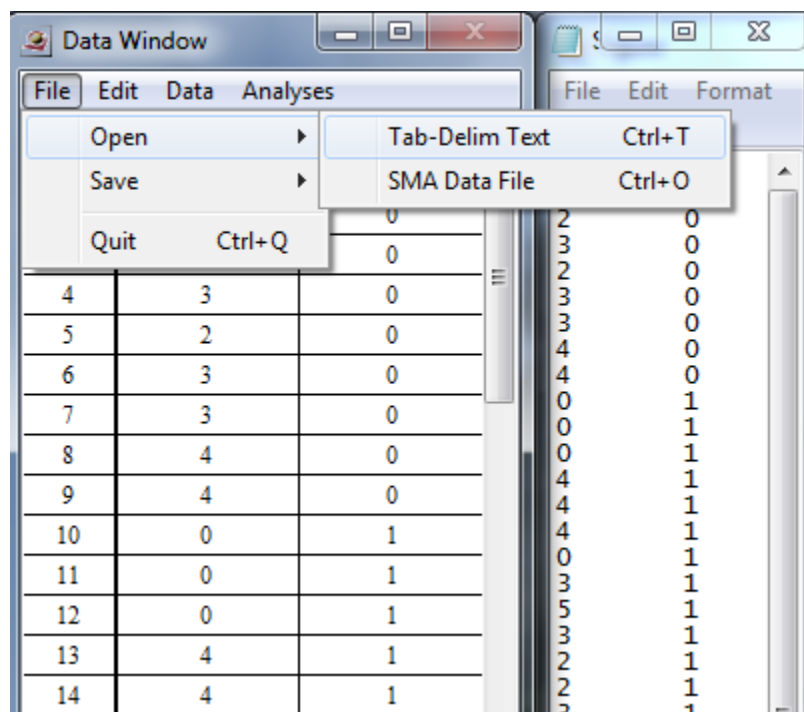 Data Window
File Edit Data Analyses
Open
Save
Quit Ctrl+Q
Tab-Delim Text Ctrl+T
SMA Data File Ctrl+O
0
0
4 3 0
5 2 0
6 3 0
7 3 0
8 4 0
9 4 0
10 0 1
11 0 1
12 0 1
13 4 1
14 4 1
File Edit Format
2 0
3 0
2 0
3 0
3 0
4 0
4 0
0 1
0 1
0 1
4 1
4 1
4 1
0 1
3 1
5 1
3 1
2 1
2 1